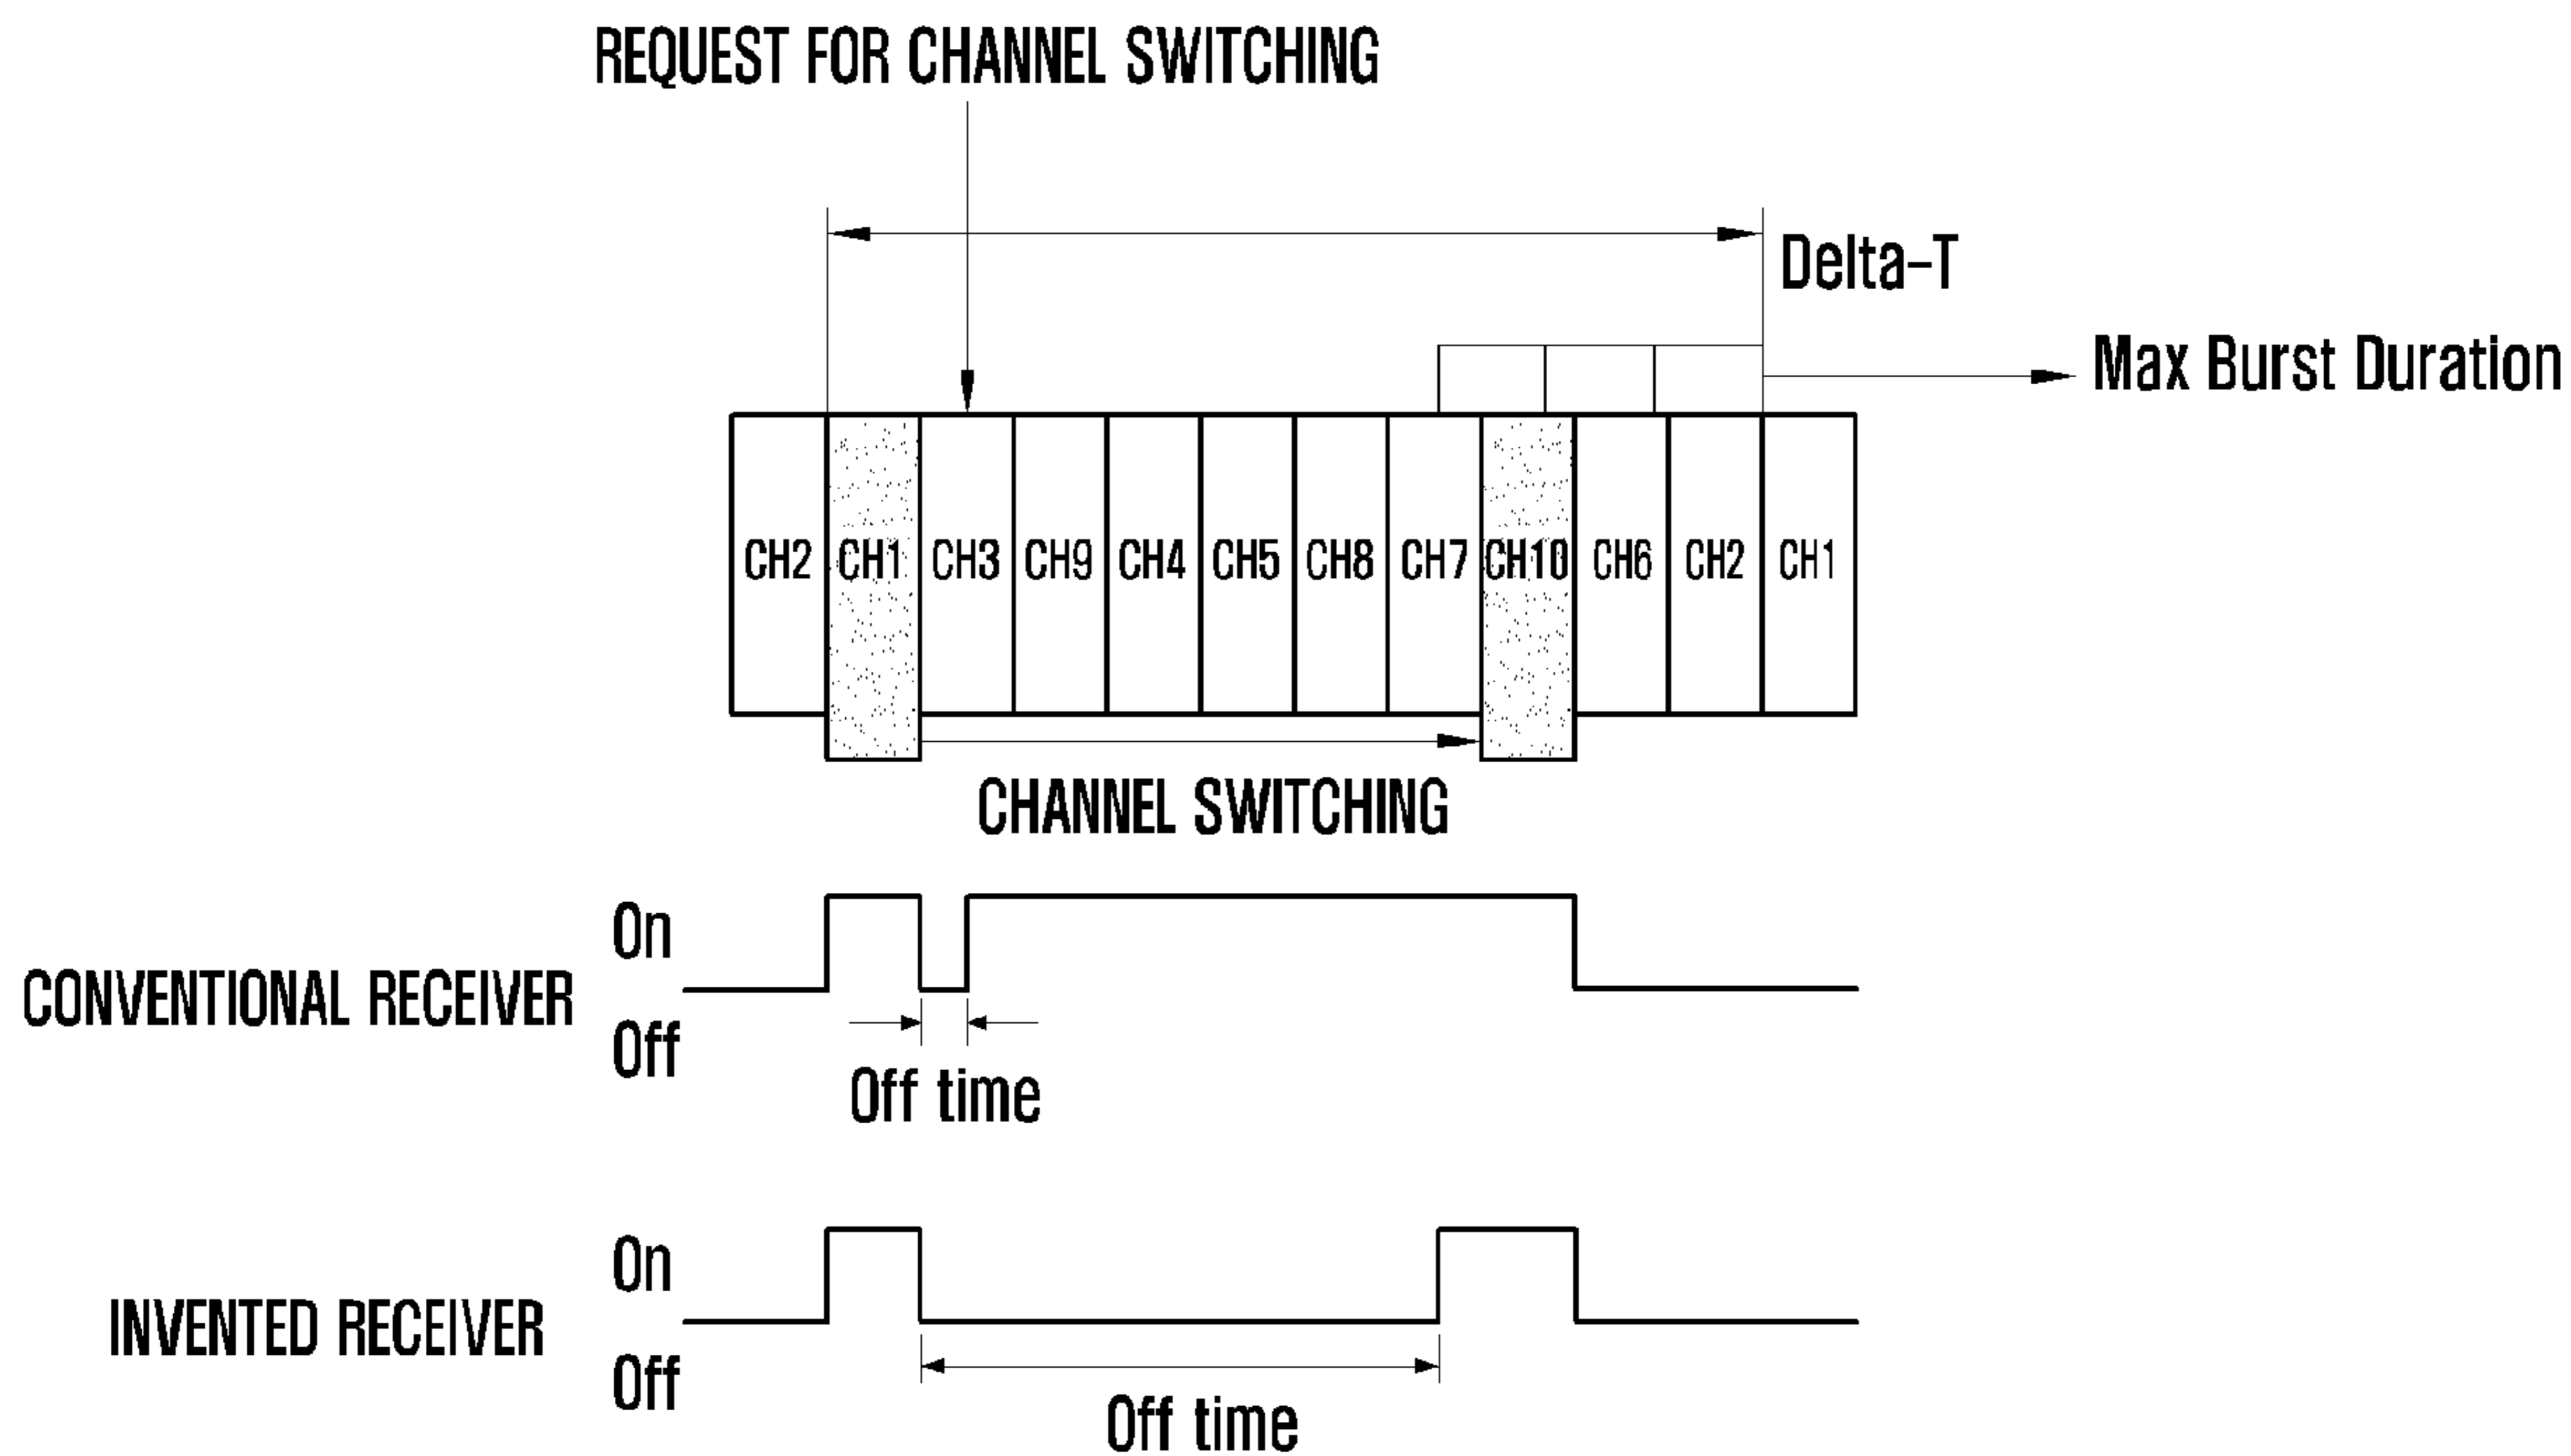 REQUEST FOR CHANNEL SWITCHING
Delta-T
Max Burst Duration
CH2 CH1 CH3 CH9 CH4 CH5 CH8 CH7 CH10 CH6 CH2 CH1
CHANNEL SWITCHING
On
CONVENTIONAL RECEIVER
Off
Off time
On
INVENTED RECEIVER
Off
Off time